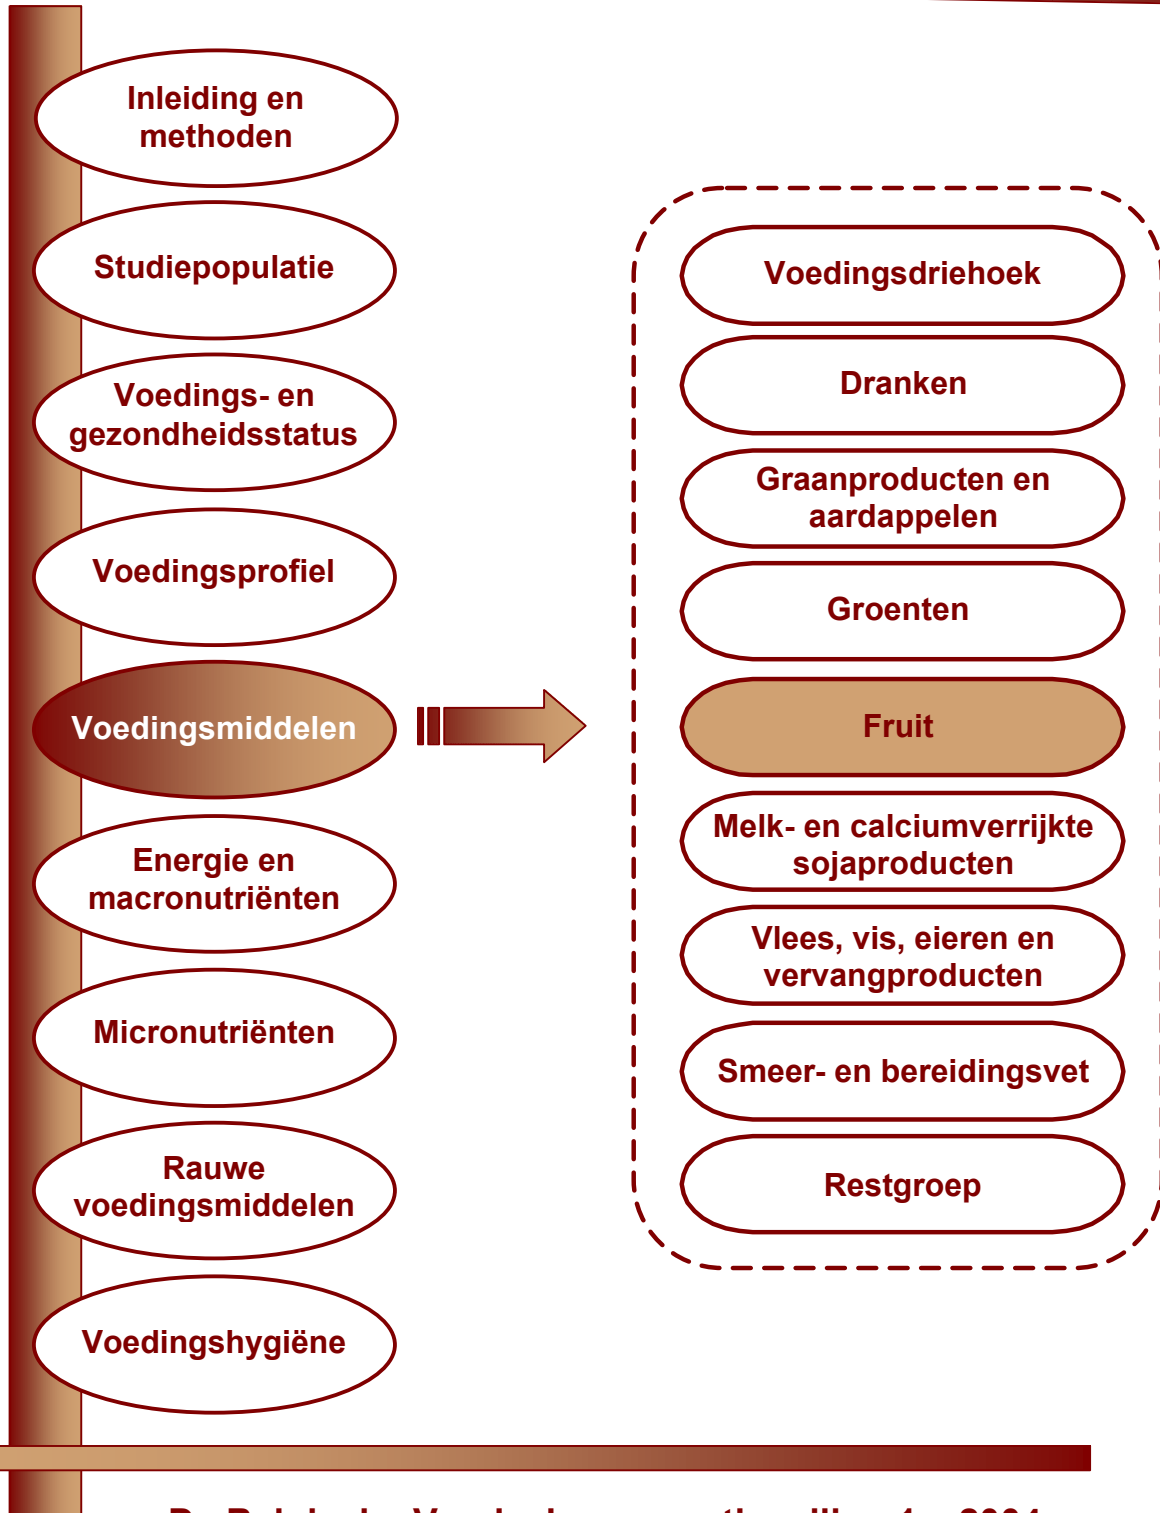 Inleiding en
methoden
Studiepopulatie
Voedings- en
gezondheidsstatus
Voedingsprofiel
Voedingsmiddelen
Energie en
macronutriënten
Micronutriënten
Rauwe
voedingsmiddelen
Voedingshygiëne
Voedingsdriehoek
Dranken
Graanproducten en
aardappelen
Groenten
Fruit
Melk- en calciumverrijkte
sojaproducten
Vlees, vis, eieren en
vervangproducten
Smeer- en bereidingsvet
Restgroep